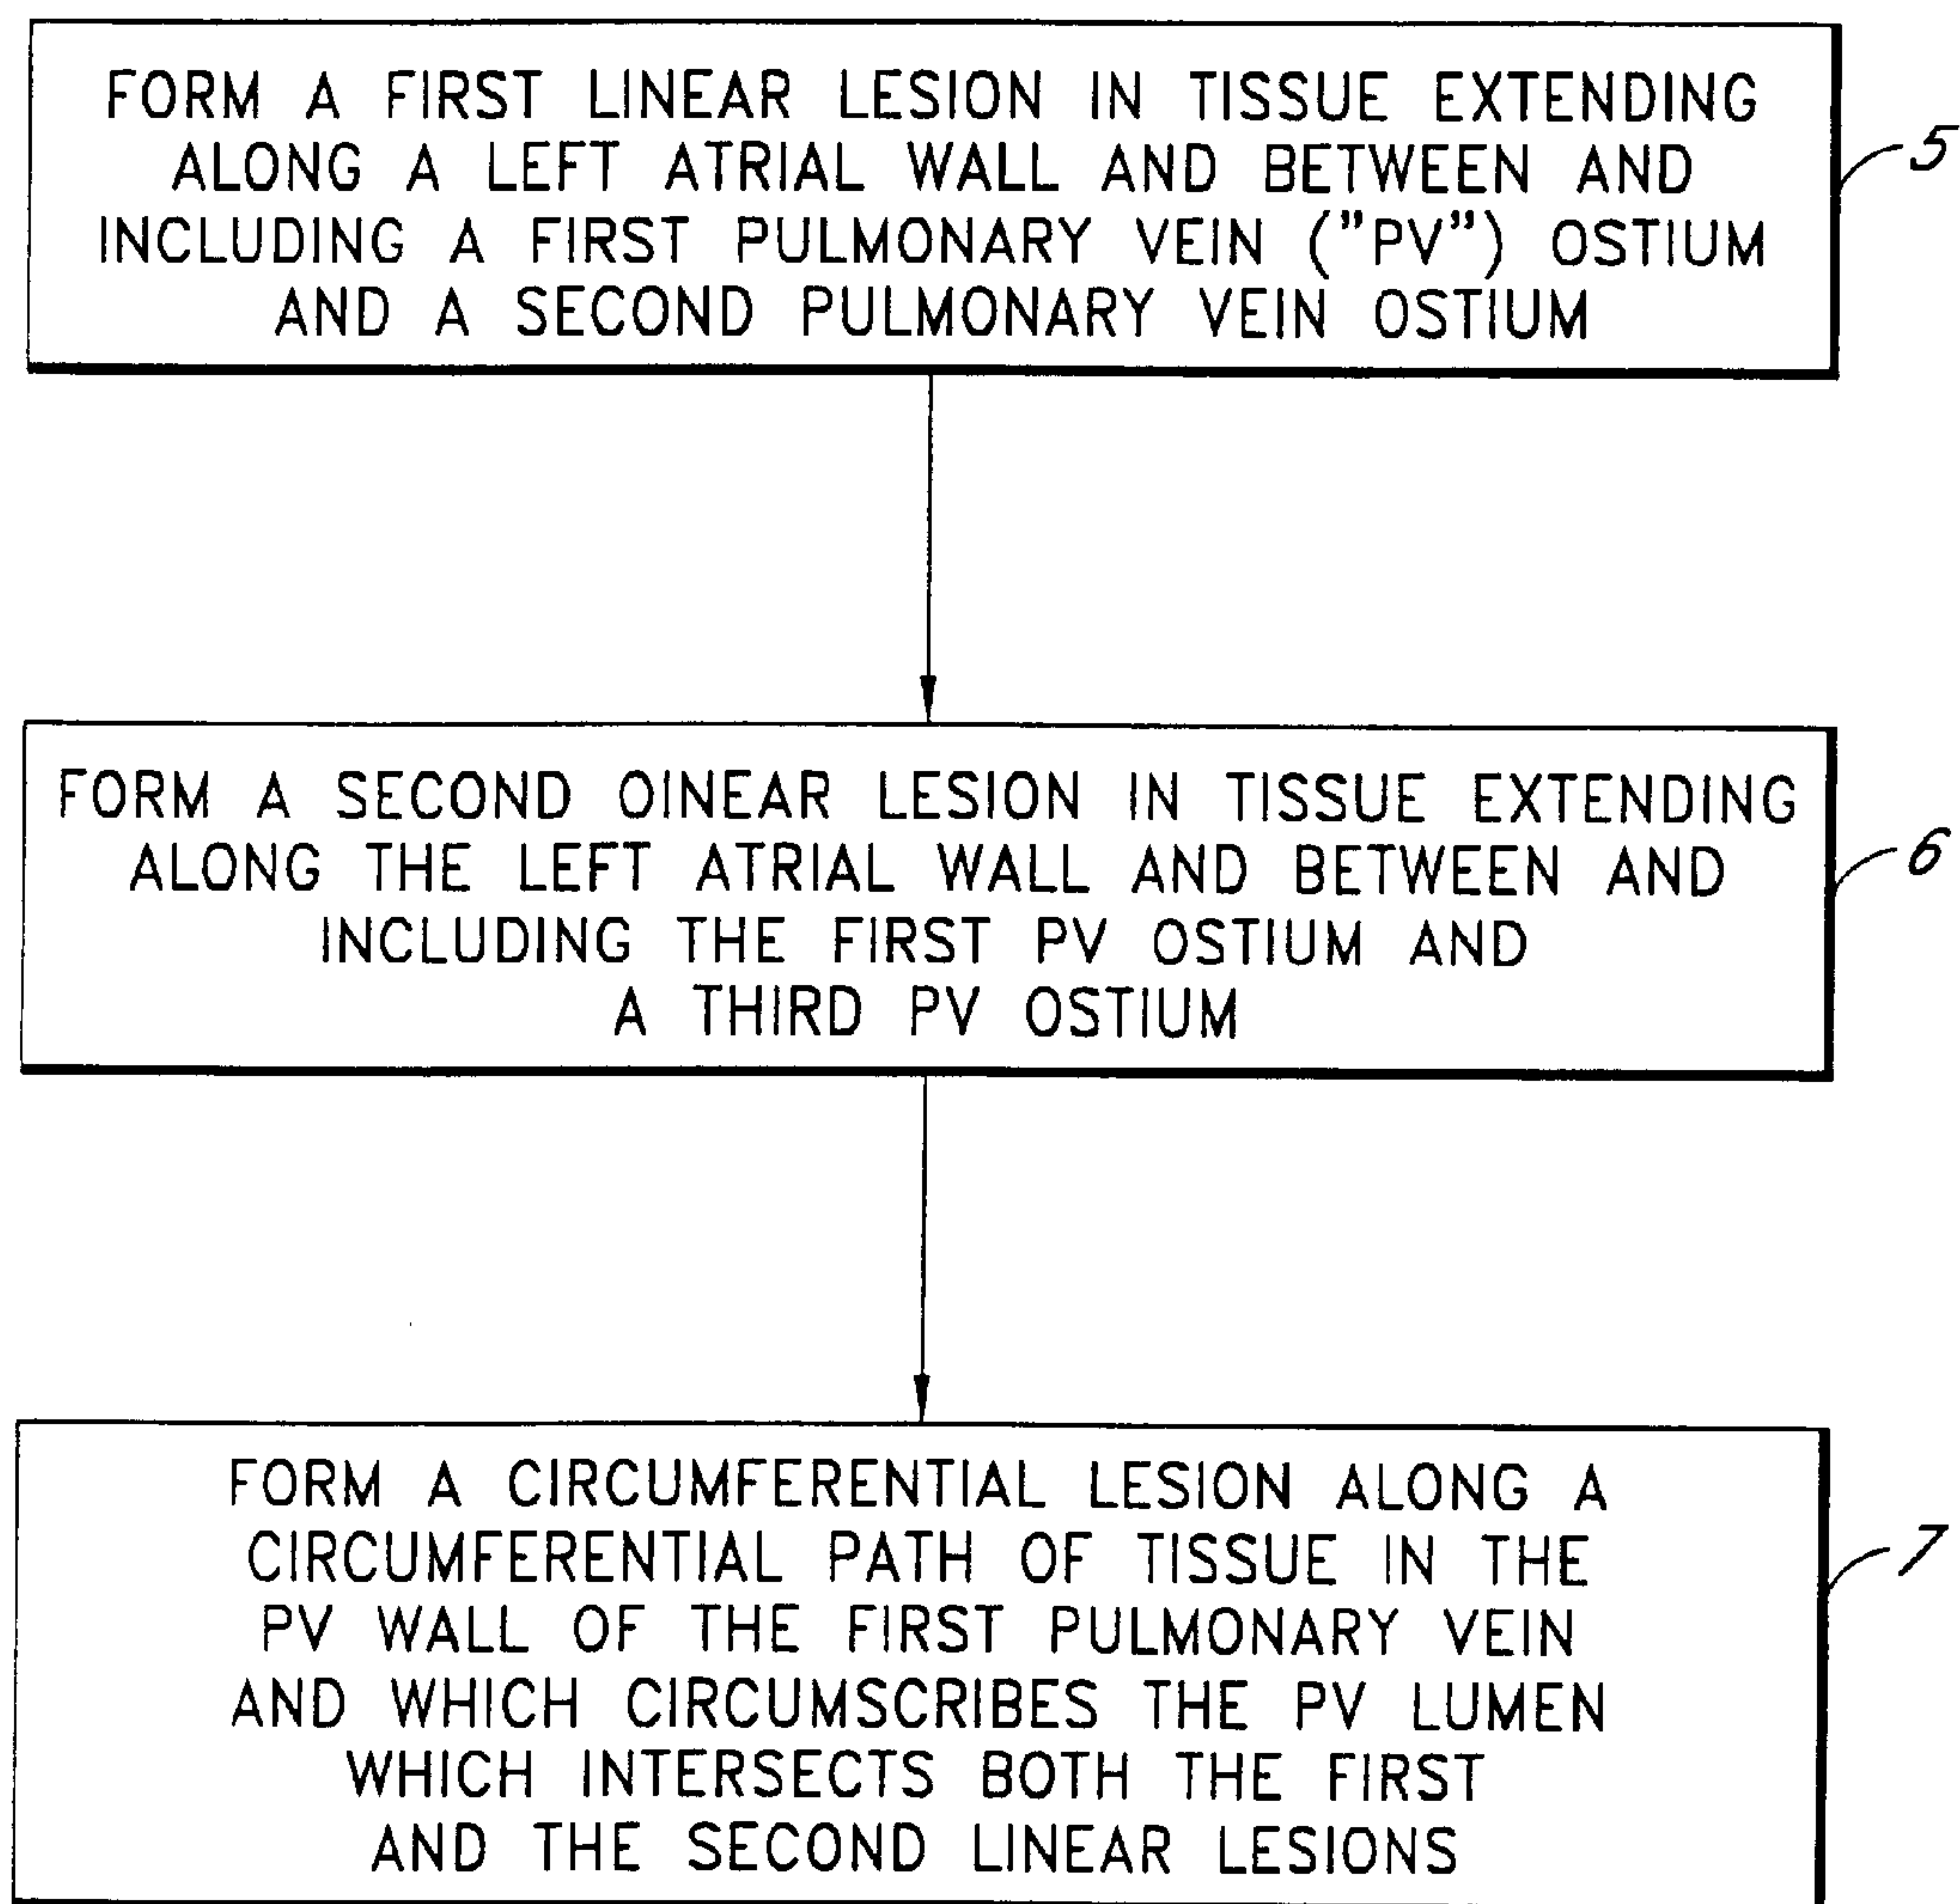 FORM A FIRST LINEAR LESION IN TISSUE EXTENDING
ALONG A LEFT ATRIAL WALL AND BETWEEN AND
INCLUDING A FIRST PULMONARY VEIN ("PV") OSTIUM
AND A SECOND PULMONARY VEIN OSTIUM
5
FORM A SECOND OINEAR LESION IN TISSUE EXTENDING
ALONG THE LEFT ATRIAL WALL AND BETWEEN AND
INCLUDING THE FIRST PV OSTIUM AND
A THIRD PV OSTIUM
6
FORM A CIRCUMFERENTIAL LESION ALONG A
CIRCUMFERENTIAL PATH OF TISSUE IN THE
PV WALL OF THE FIRST PULMONARY VEIN
AND WHICH CIRCUMSCRIBES THE PV LUMEN
WHICH INTERSECTS BOTH THE FIRST
AND THE SECOND LINEAR LESIONS
7